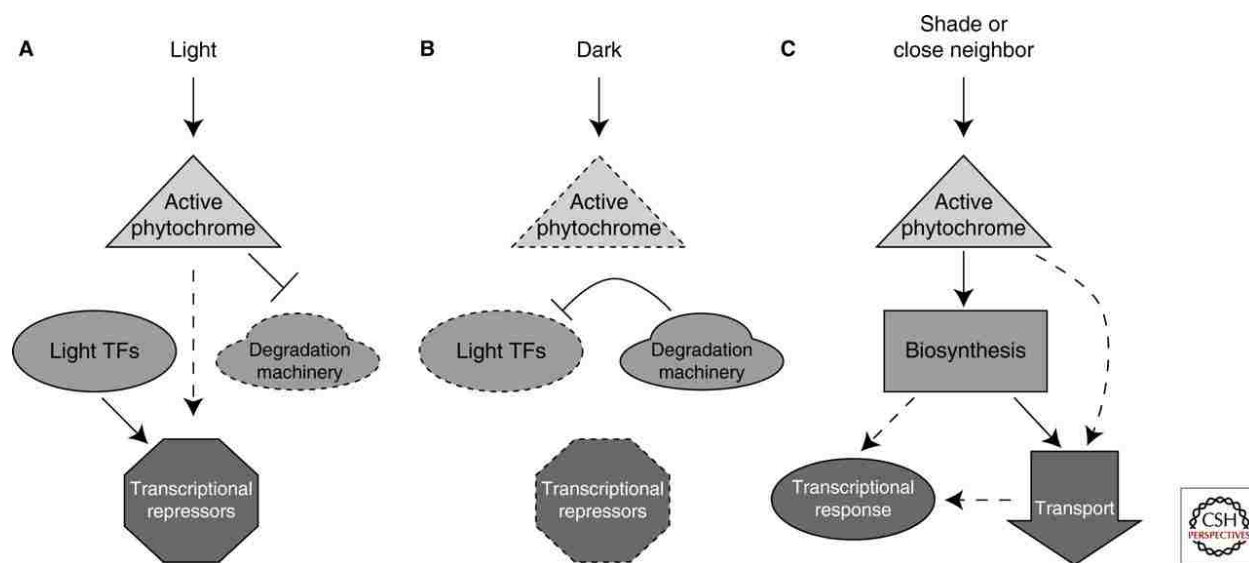 A
Light
Active
phytochrome
Light TFs
Degradation
machinery
Transcriptional
repressors
B
Dark
Active
phytochrome
Light TFs
Degradation
machinery
Transcriptional
repressors
C
Shade or
close neighbor
Active
phytochrome
Biosynthesis
Transcriptional
response
Transport
CSH
PERSPECTIVES